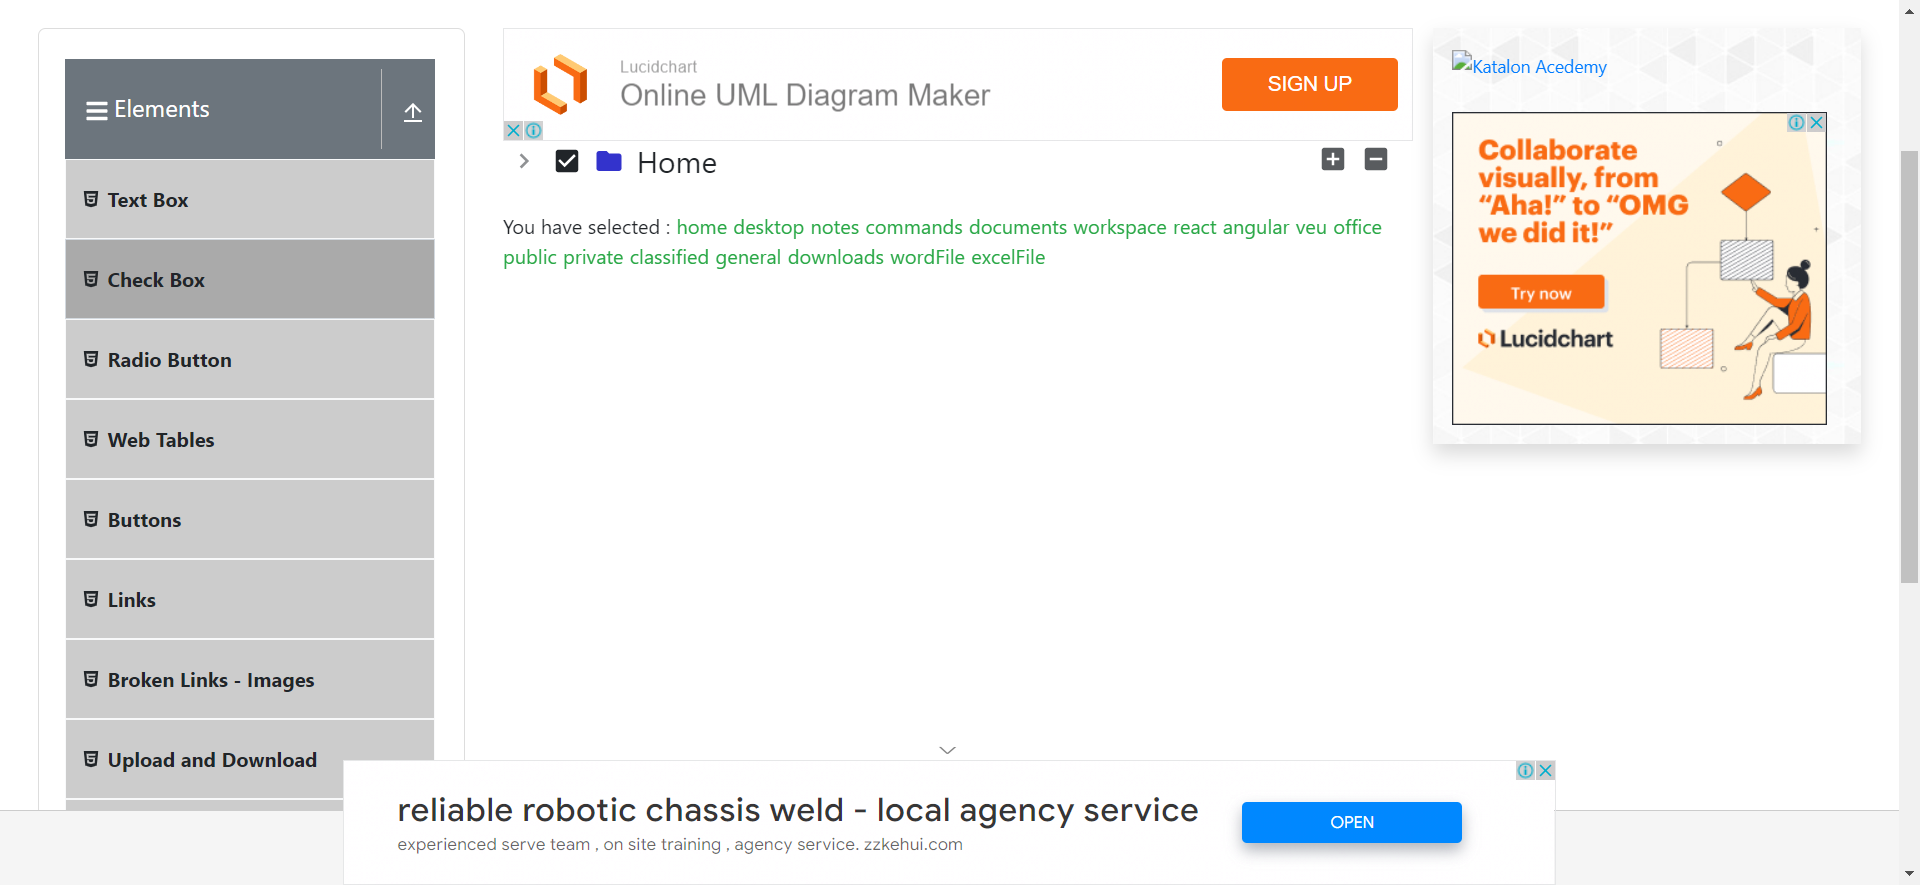 Elements
Text Box
Check Box
Radio Button
Web Tables
Buttons
Links
Broken Links - Images
Upload and Download
Lucidchart
Online UML Diagram Maker
SIGN UP
Home
You have selected : home desktop notes commands documents workspace react angular veu office
public private classified general downloads wordFile excelFile
Katalon Acedemy
Collaborate
visually, from
“Aha!” to “OMG
we did it!”
Try now
Lucidchart
reliable robotic chassis weld - local agency service
experienced serve team , on site training , agency service. zzkehui.com
OPEN